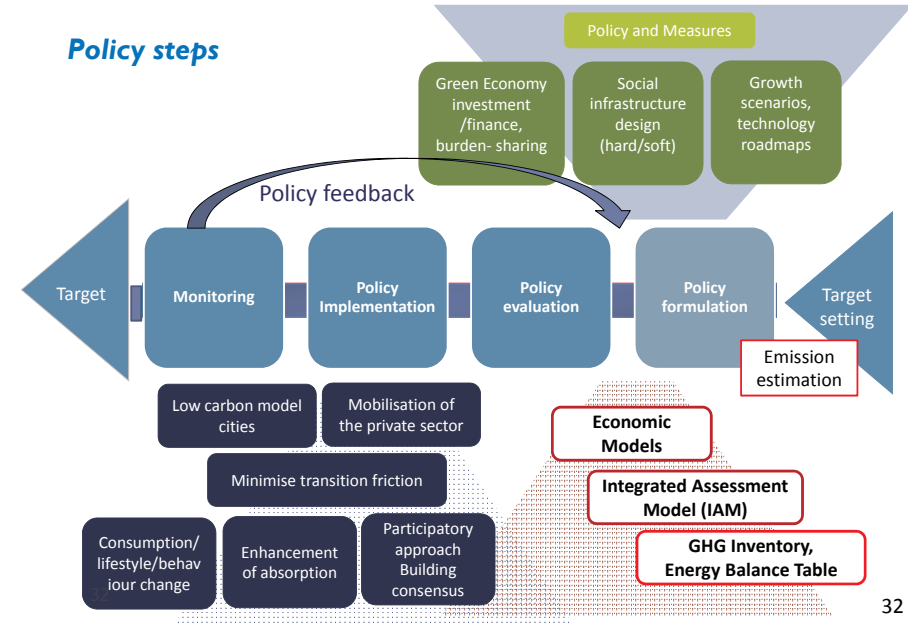 Policy steps
Policy and Measures
Green Economy
investment
/finance,
burden- sharing
Social
infrastructure
design
(hard/soft)
Growth
scenarios,
technology
roadmaps
Policy feedback
Target
Monitoring
Policy
Implementation
Policy
evaluation
Policy
formulation
Target
setting
Emission
estimation
Low carbon model
cities
Mobilisation of
the private sector
Minimise transition friction
Consumption/
lifestyle/behav
iour change
Enhancement
of absorption
Participatory
approach
Building
consensus
Economic
Models
Integrated Assessment
Model (IAM)
GHG Inventory,
Energy Balance Table
32
32